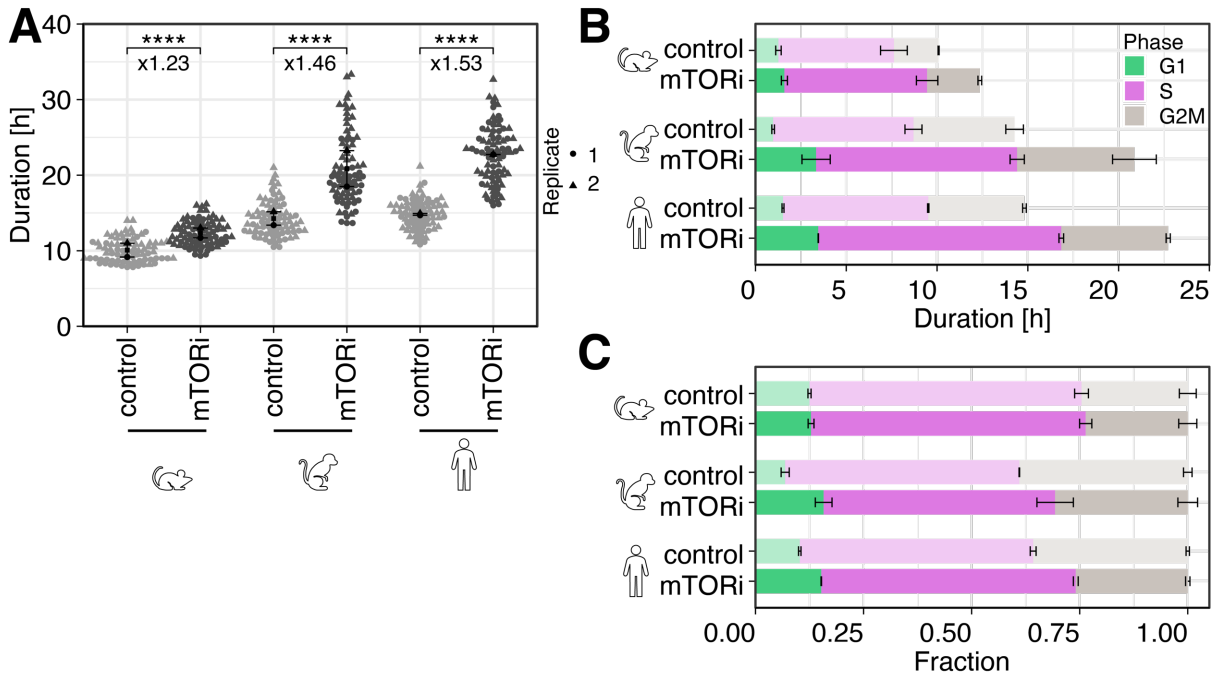 A
Duration [h]
40
30
20
10
0
****
x1.23
****
x1.46
****
x1.53
Replicate
1
2
control
mTORi
control
mTORi
control
mTORi
B
control
mTORi
control
mTORi
control
mTORi
Phase
G1
S
G2M
0 5 10 15 20 25
Duration [h]
C
control
mTORi
control
mTORi
control
mTORi
0.00 0.25 0.50 0.75 1.00
Fraction